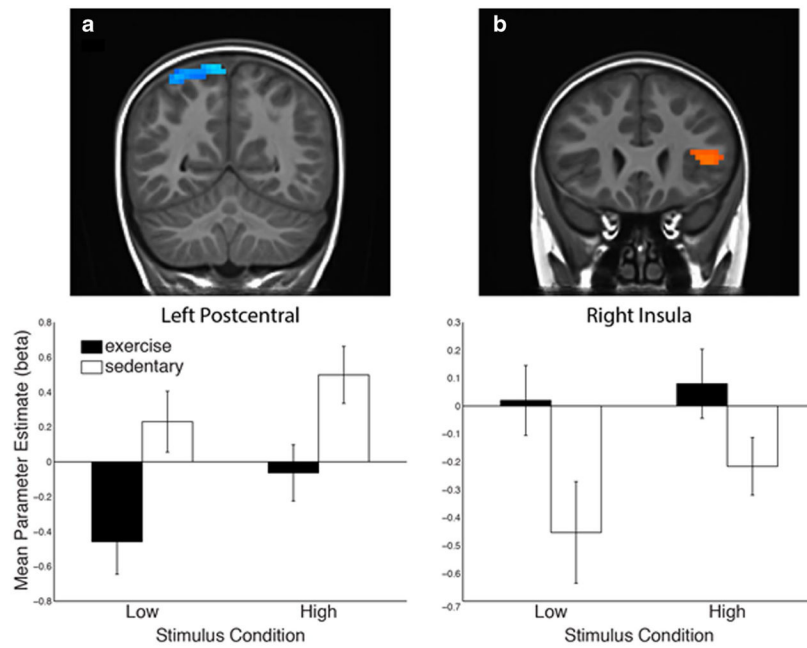 a
b
Left Postcentral
Right Insula
Mean Parameter Estimate (beta)
0.8
0.6
0.4
0.2
0
−0.2
−0.4
−0.6
−0.8
exercise
sedentary
Low
High
Stimulus Condition
0.3
0.2
0.1
0
−0.1
−0.2
−0.3
−0.4
−0.5
−0.6
−0.7
Low
High
Stimulus Condition